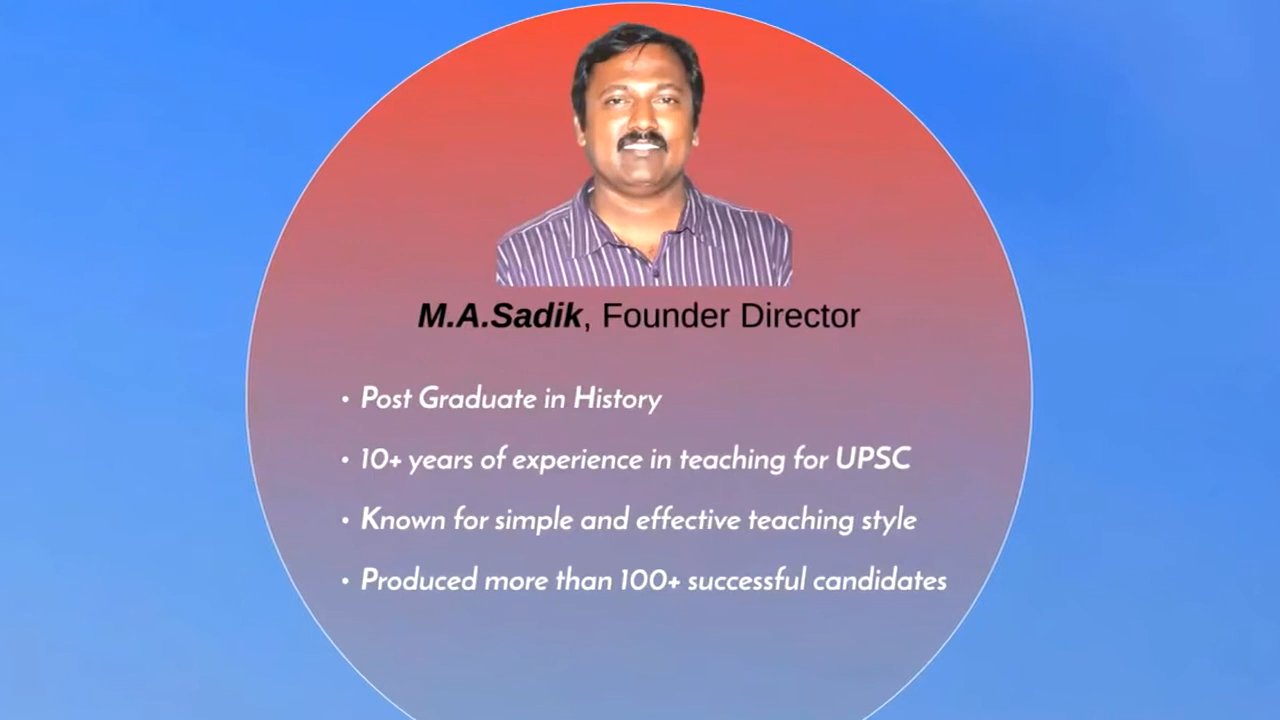 M.A.Sadik, Founder Director
• Post Graduate in History
• 10+ years of experience in teaching for UPSC
• Known for simple and effective teaching style
• Produced more than 100+ successful candidates